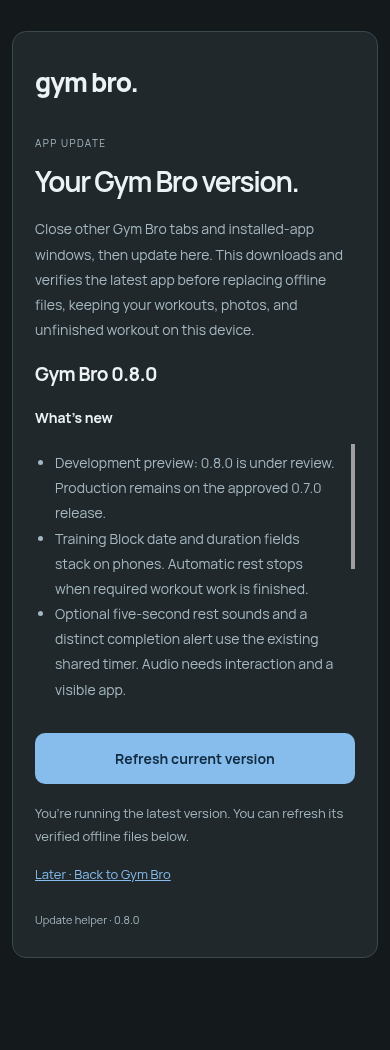 gym bro.
APP UPDATE
Your Gym Bro version.
Close other Gym Bro tabs and installed-app
windows, then update here. This downloads and
verifies the latest app before replacing offline
files, keeping your workouts, photos, and
unfinished workout on this device.
Gym Bro 0.8.0
What's new
• Development preview: 0.8.0 is under review.
Production remains on the approved 0.7.0
release.
• Training Block date and duration fields
stack on phones. Automatic rest stops
when required workout work is finished.
• Optional five-second rest sounds and a
distinct completion alert use the existing
shared timer. Audio needs interaction and a
visible app.
Refresh current version
You're running the latest version. You can refresh its
verified offline files below.
Later · Back to Gym Bro
Update helper · 0.8.0